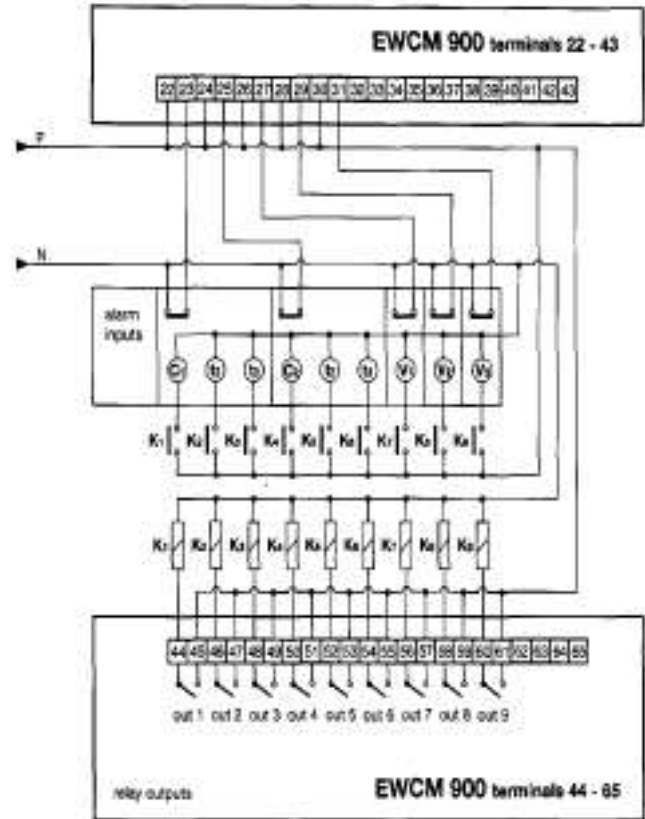 EWCM 900 terminals 22 - 43
22 23 24 25 26 27 28 29 30 31 32 33 34 35 36 37 38 39 40 41 42 43
N
alarm
inputs
C1 V1 V2 V3
K1 K2 K3 K4 K5 K6 K7 K8 K9
K1 K2 K3 K4 K5 K6 K7 K8 K9
44 45 46 47 48 49 50 51 52 53 54 55 56 57 58 59 60 61 62 63 64 65
out 1 out 2 out 3 out 4 out 5 out 6 out 7 out 8 out 9
relay outputs
EWCM 900 terminals 44 - 65